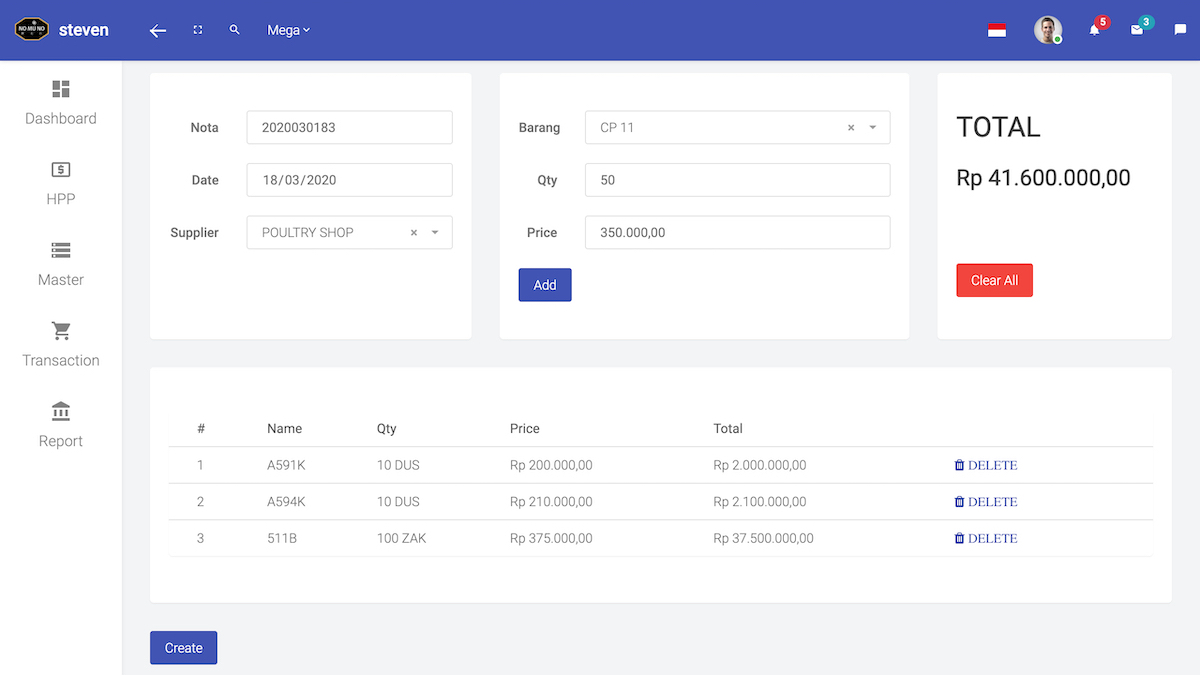 NO MU NO
steven
Mega
5
3
Dashboard
HPP
Master
Transaction
Report
Nota
2020030183
Date
18/03/2020
Supplier
POULTRY SHOP
×
Barang
CP 11
×
Qty
50
Price
350.000,00
Add
TOTAL
Rp 41.600.000,00
Clear All
# Name Qty Price Total
1 A591K 10 DUS Rp 200.000,00 Rp 2.000.000,00 DELETE
2 A594K 10 DUS Rp 210.000,00 Rp 2.100.000,00 DELETE
3 511B 100 ZAK Rp 375.000,00 Rp 37.500.000,00 DELETE
Create